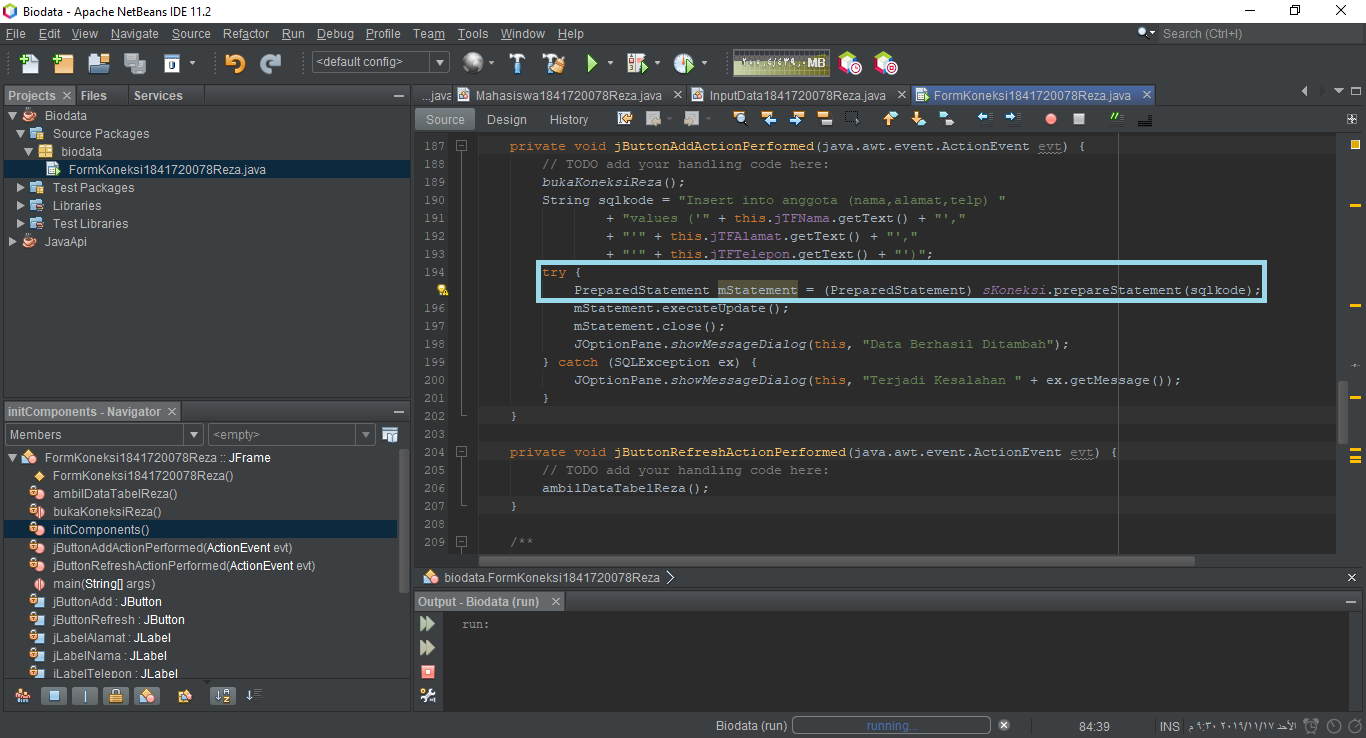 Biodata - Apache NetBeans IDE 11.2
File Edit View Navigate Source Refactor Run Debug Profile Team Tools Window Help
Search (Ctrl+I)
<default config>
MB
Projects Files Services
Biodata
Source Packages
biodata
FormKoneksi1841720078Reza.java
Test Packages
Libraries
Test Libraries
JavaApi
...java Mahasiswa1841720078Reza.java InputData1841720078Reza.java FormKoneksi1841720078Reza.java
Source Design History
187 private void jButtonAddActionPerformed(java.awt.event.ActionEvent evt) {
188 // TODO add your handling code here:
189 bukaKoneksiReza();
190 String sqlkode = "Insert into anggota (nama,alamat,telp) "
191 + "values ('" + this.jTFNama.getText() + "',"
192 + "'" + this.jTFAlamat.getText() + "',"
193 + "'" + this.jTFTelepon.getText() + "')";
194 try {
PreparedStatement mStatement = (PreparedStatement) sKoneksi.prepareStatement(sqlkode);
196 mStatement.executeUpdate();
197 mStatement.close();
198 JOptionPane.showMessageDialog(this, "Data Berhasil Ditambah");
199 } catch (SQLException ex) {
200 JOptionPane.showMessageDialog(this, "Terjadi Kesalahan " + ex.getMessage());
201 }
202 }
203
204 private void jButtonRefreshActionPerformed(java.awt.event.ActionEvent evt) {
205 // TODO add your handling code here:
206 ambilDataTabelReza();
207 }
208
209 /**
biodata.FormKoneksi1841720078Reza
initComponents - Navigator
Members <empty>
FormKoneksi1841720078Reza :: JFrame
FormKoneksi1841720078Reza()
ambilDataTabelReza()
bukaKoneksiReza()
initComponents()
jButtonAddActionPerformed(ActionEvent evt)
jButtonRefreshActionPerformed(ActionEvent evt)
main(String[] args)
jButtonAdd : JButton
jButtonRefresh : JButton
jLabelAlamat : JLabel
jLabelNama : JLabel
jLabelTelepon : JLabel
Output - Biodata (run)
run:
Biodata (run) running... 84:39 INS الأحد ٢٠١٩/١١/١٧ ٩:٣٠ م